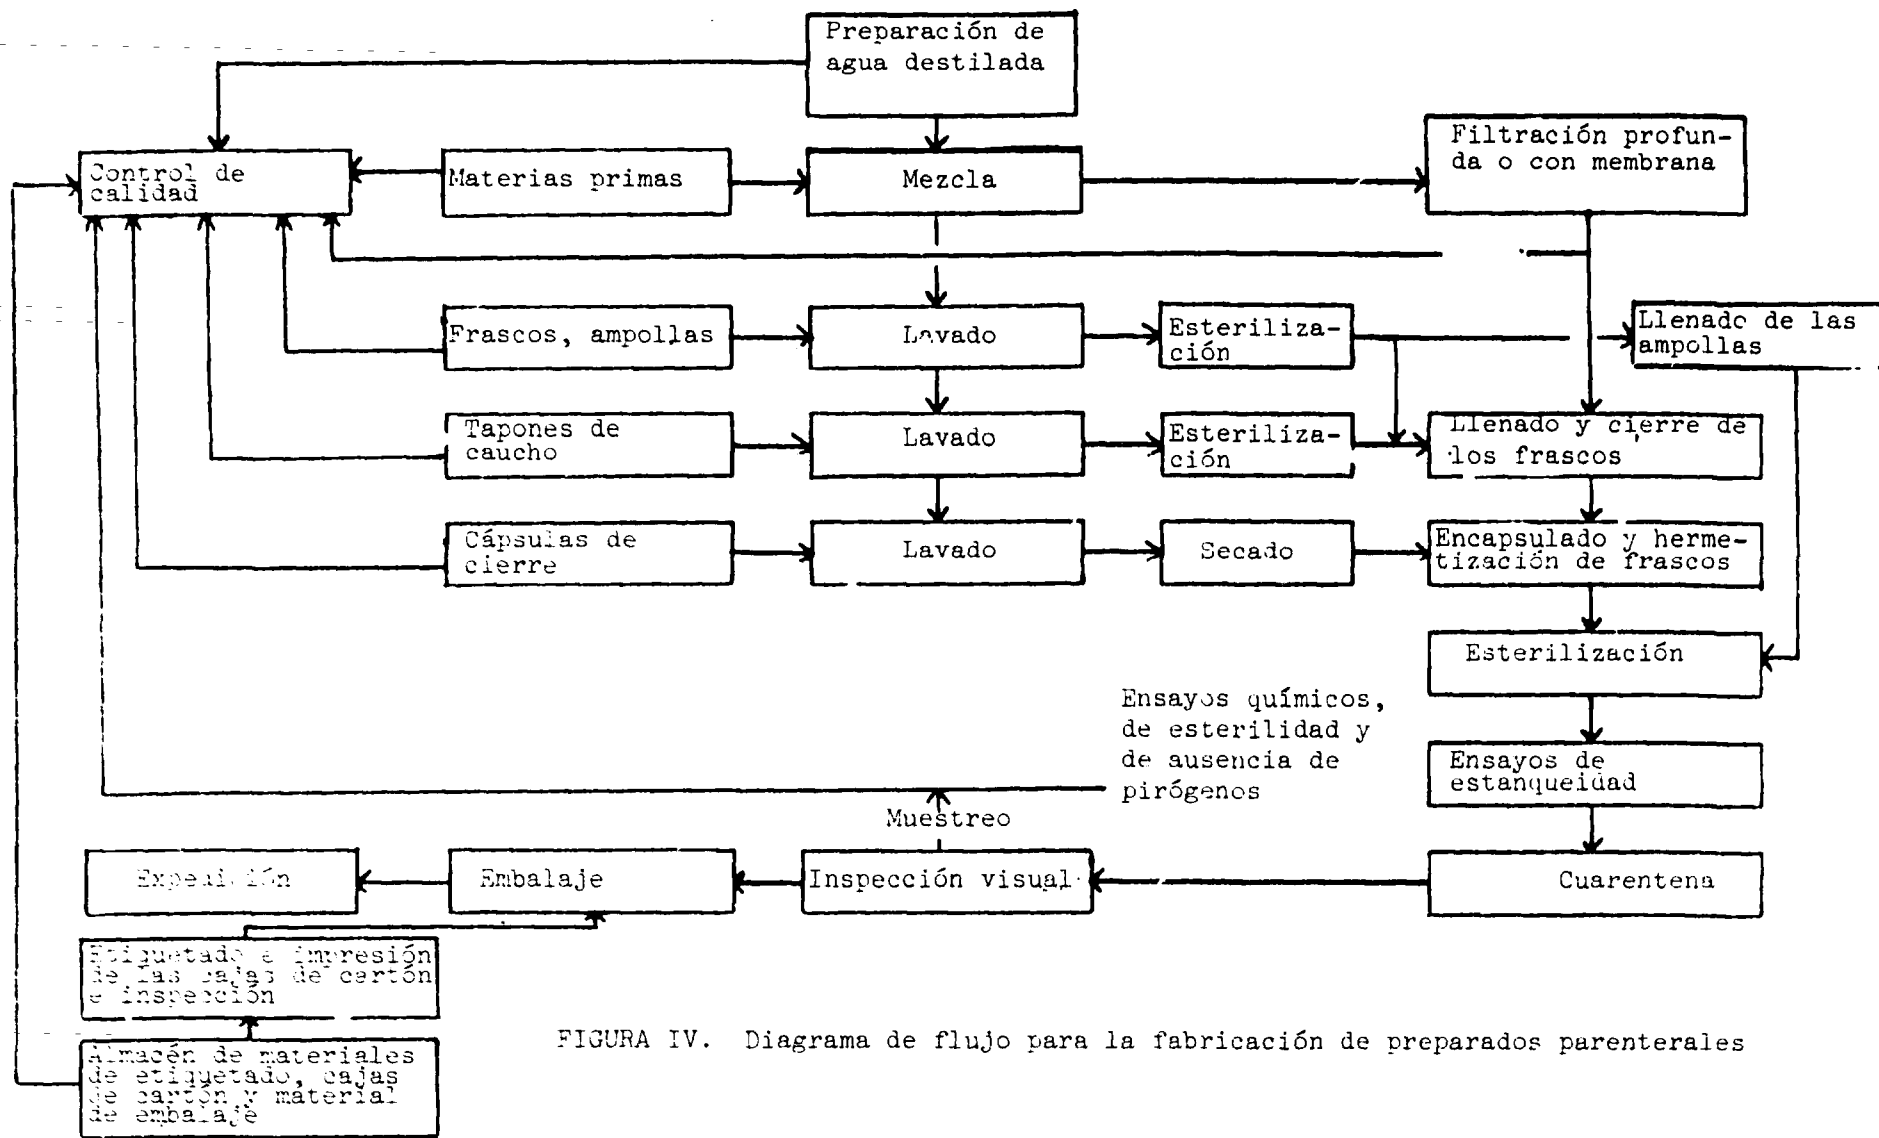 Preparación de
agua destilada
Filtración profun-
da o con membrana
Control de
calidad
Materias primas
Mezcla
Frascos, ampollas
Lavado
Esteriliza-
ción
Llenado de las
ampollas
Tapones de
caucho
Lavado
Esteriliza-
ción
Llenado y cierre de
los frascos
Cápsulas de
cierre
Lavado
Secado
Encapsulado y herme-
tización de frascos
Esterilización
Ensayos químicos,
de esterilidad y
de ausencia de
pirógenos
Ensayos de
estanqueidad
Muestreo
Expedición
Embalaje
Inspección visual
Cuarentena
Etiquetado e impresión
de las cajas de cartón
e inspección
Almacén de materiales
de etiquetado, cajas
de cartón y material
de embalaje
FIGURA IV. Diagrama de flujo para la fabricación de preparados parenterales